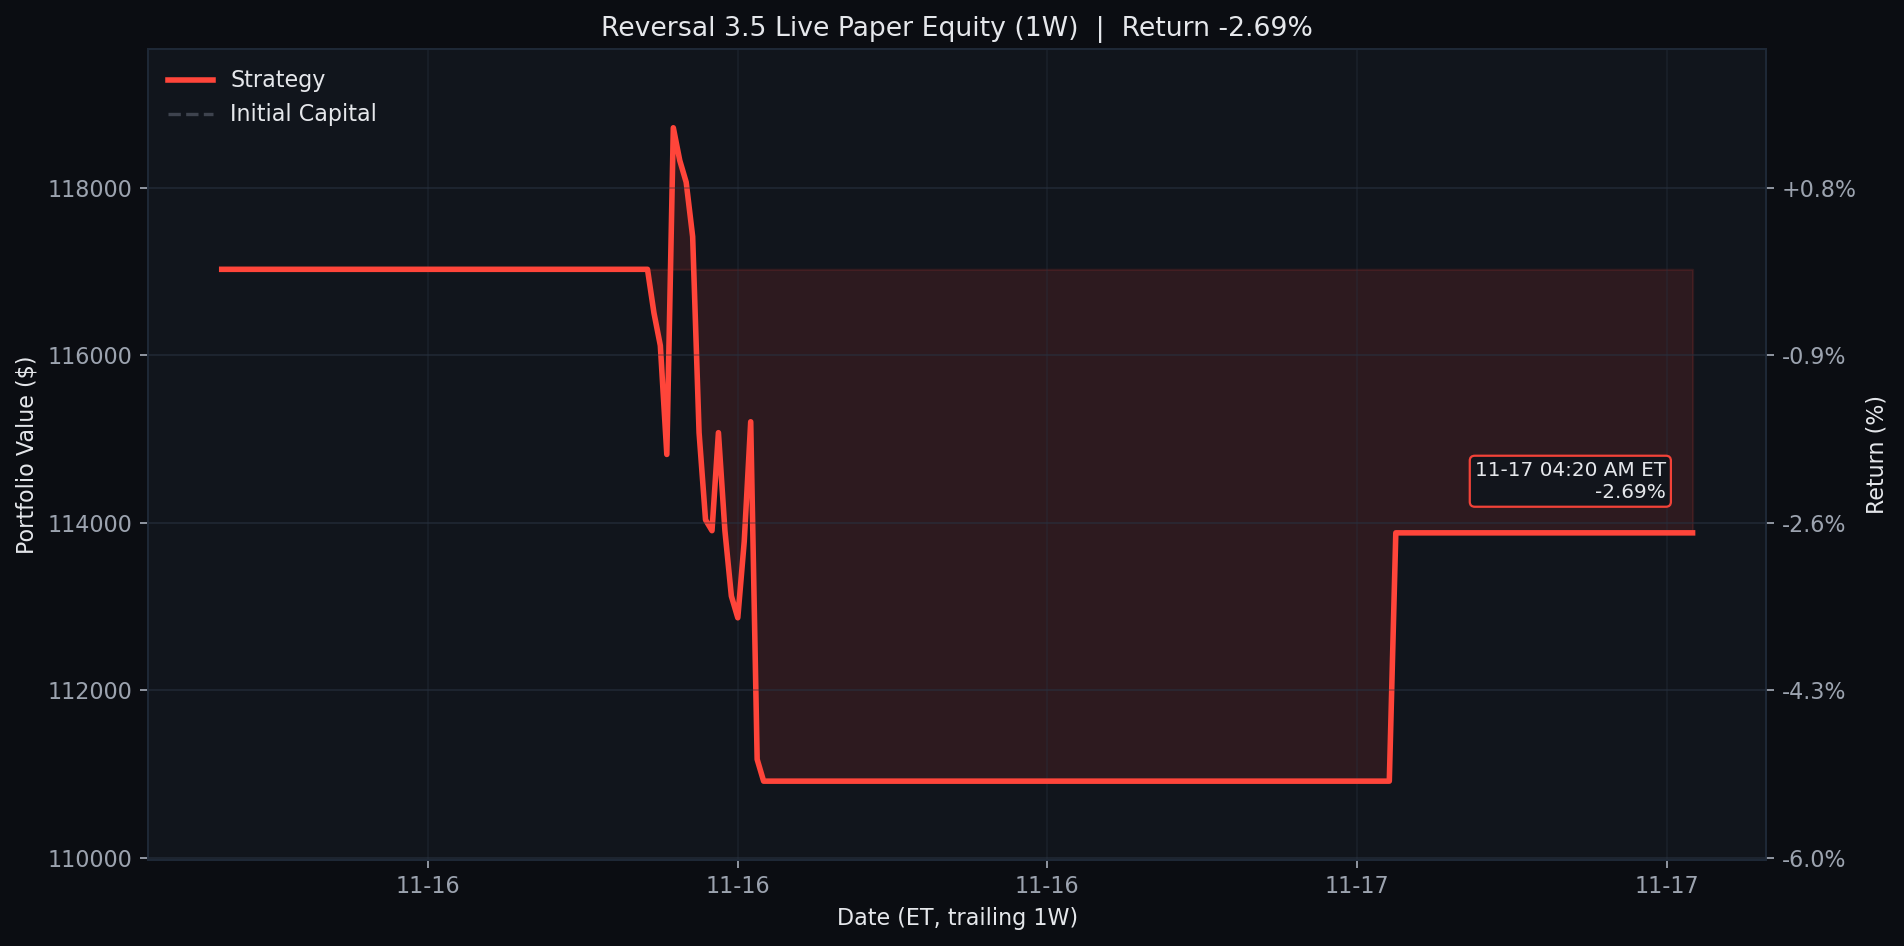 Reversal 3.5 Live Paper Equity (1W)  |  Return -2.69%
Strategy
Initial Capital
118000
116000
114000
112000
110000
Portfolio Value ($)
+0.8%
-0.9%
-2.6%
-4.3%
-6.0%
Return (%)
11-17 04:20 AM ET
-2.69%
11-16
11-16
11-16
11-17
11-17
Date (ET, trailing 1W)